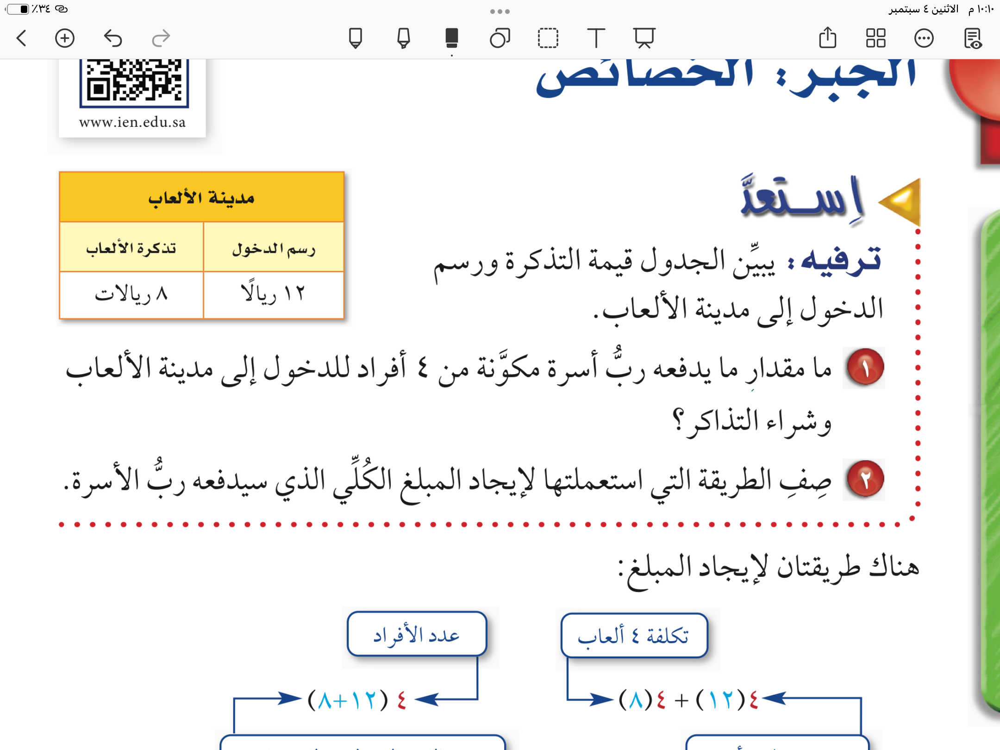 ١٠:١٠ م الاثنين ٤ سبتمبر
٪٣٤
الجبر: الخصائص
www.ien.edu.sa
اِستَعدَّ
مدينة الألعاب
رسم الدخول تذكرة الألعاب
١٢ ريالًا ٨ ريالات
ترفيه: يبيِّن الجدول قيمة التذكرة ورسم
الدخول إلى مدينة الألعاب.
١ ما مقدارِ ما يدفعه ربُّ أسرة مكوَّنة من ٤ أفراد للدخول إلى مدينة الألعاب
وشراء التذاكر؟
٢ صِفِ الطريقة التي استعملتها لإيجاد المبلغ الكُلِّي الذي سيدفعه ربُّ الأسرة.
هناك طريقتان لإيجاد المبلغ:
تكلفة ٤ ألعاب
عدد الأفراد
٤(١٢) + ٤(٨)
٤ (١٢+٨)